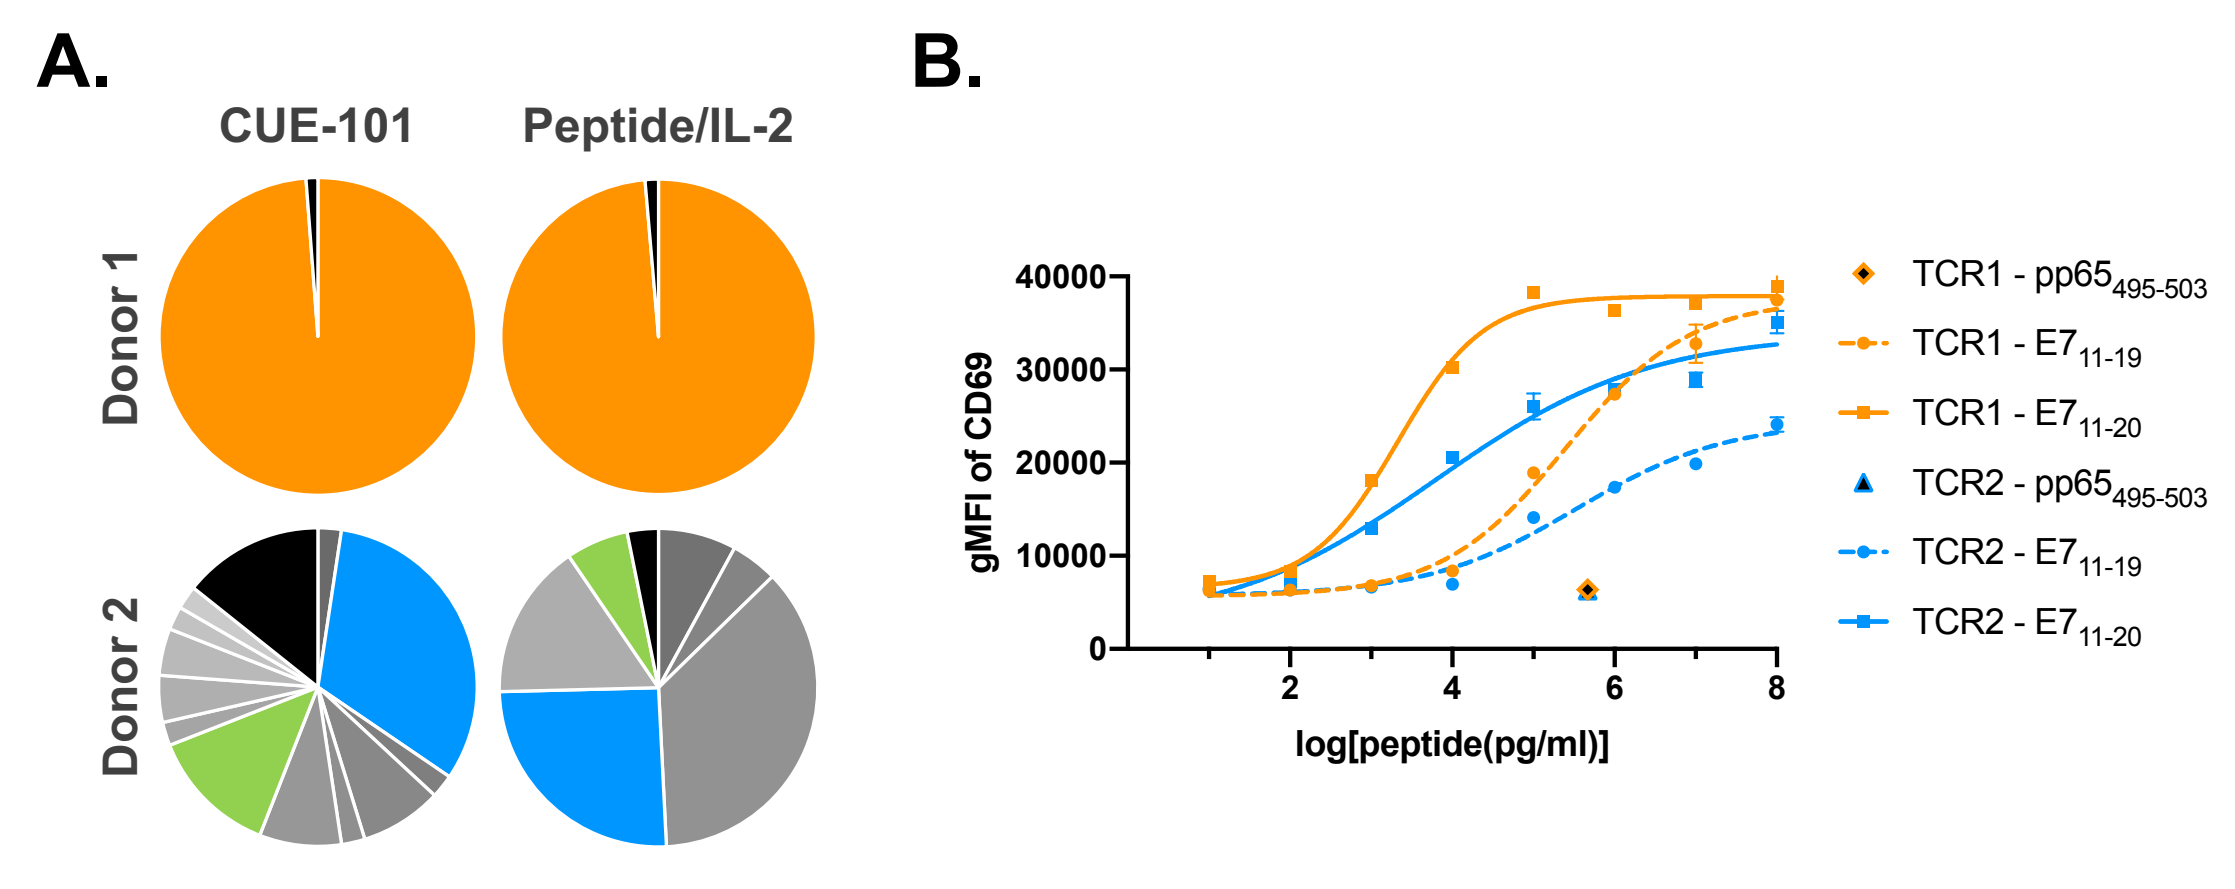 A.
B.
CUE-101
Peptide/IL-2
Donor 1
Donor 2
gMFI of CD69
40000
30000
20000
10000
0
2
4
6
8
log[peptide(pg/ml)]
TCR1 - pp65495-503
TCR1 - E711-19
TCR1 - E711-20
TCR2 - pp65495-503
TCR2 - E711-19
TCR2 - E711-20